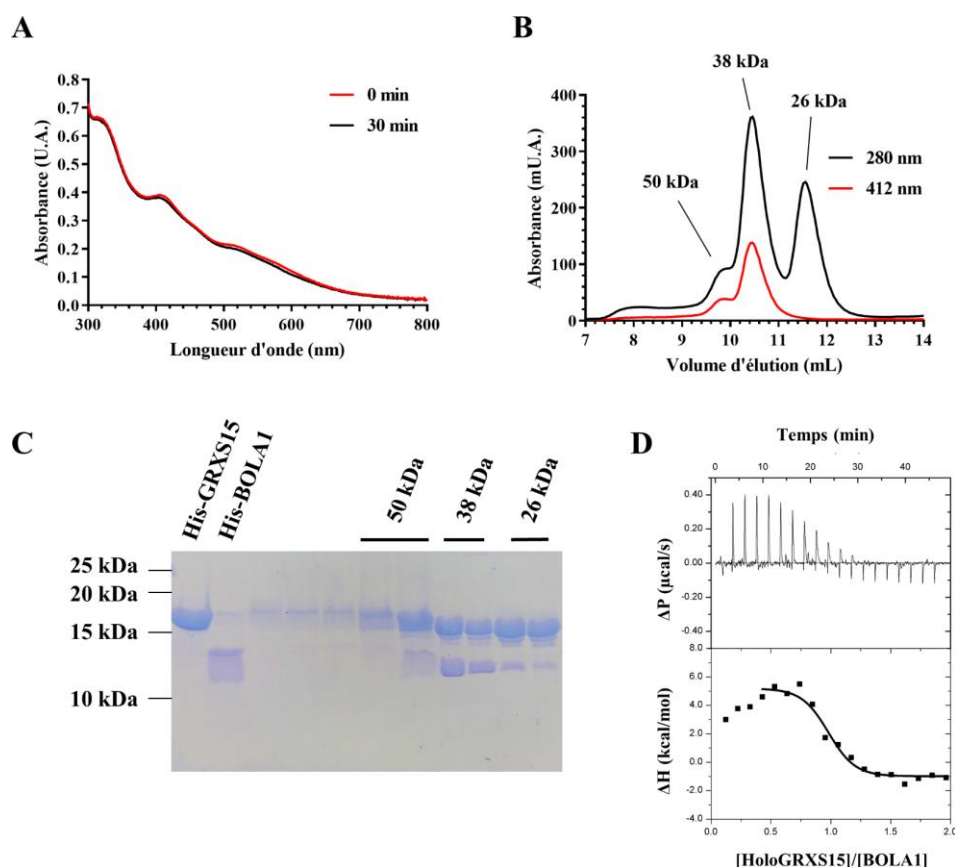 A
0.8
0.7
0.6
0.5
0.4
0.3
0.2
0.1
0.0
Absorbance (U.A.)
300 400 500 600 700 800
Longueur d'onde (nm)
0 min
30 min
B
38 kDa
26 kDa
50 kDa
400
300
200
100
0
Absorbance (mU.A.)
7 8 9 10 11 12 13 14
Volume d'élution (mL)
280 nm
412 nm
C
His-GRXS15
His-BOLA1
50 kDa
38 kDa
26 kDa
25 kDa
20 kDa
15 kDa
10 kDa
D
Temps (min)
0 10 20 30 40
0.40
0.00
-0.40
-0.80
ΔP (µcal/s)
8.0
6.0
4.0
2.0
0.0
-2.0
-4.0
ΔH (kcal/mol)
0.0 0.5 1.0 1.5 2.0
[HoloGRXS15]/[BOLA1]